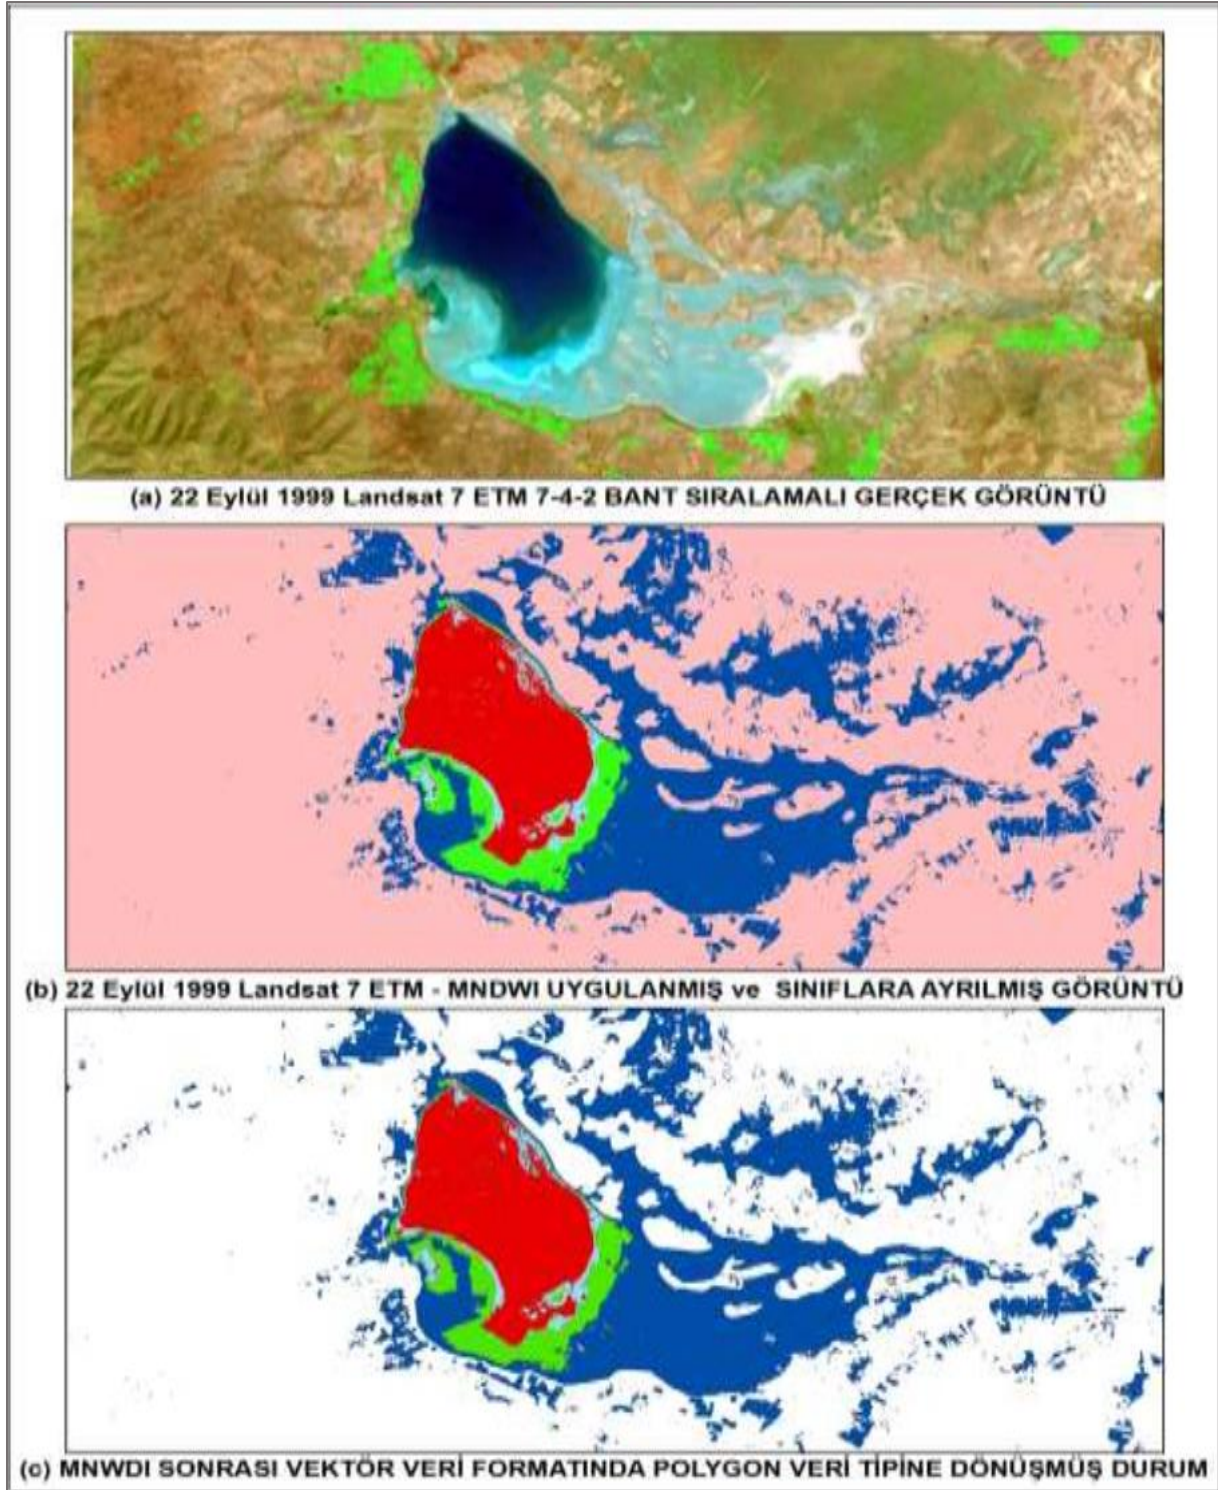 (a) 22 Eylül 1999 Landsat 7 ETM 7-4-2 BANT SIRALAMALI GERÇEK GÖRÜNTÜ
(b) 22 Eylül 1999 Landsat 7 ETM - MNDWI UYGULANMIŞ ve SINIFLARA AYRILMIŞ GÖRÜNTÜ
(c) MNWDI SONRASI VEKTÖR VERİ FORMATINDA POLYGON VERİ TİPİNE DÖNÜŞMÜŞ DURUM